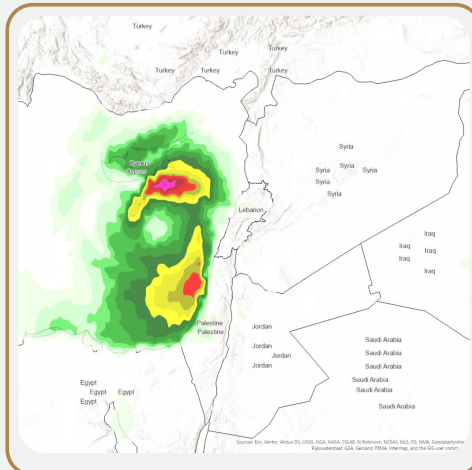 Turkey
Turkey
Turkey
Turkey
Turkey
Turkey
Cyprus
Cyprus
Syria
Syria
Syria
Syria
Syria
Syria
Lebanon
Iraq
Iraq
Iraq
Iraq
Iraq
Palestine
Palestine
Jordan
Jordan
Jordan
Jordan
Saudi Arabia
Saudi Arabia
Saudi Arabia
Saudi Arabia
Saudi Arabia
Saudi Arabia
Egypt
Egypt
Egypt
Egypt
Sources: Esri, Vantor, Airbus DS, USGS, NGA, NASA, CGIAR, N Robinson, NCEAS, NLS, OS, NMA, Geodatastyrelsen,
Rijkswaterstaat, GSA, Geoland, FEMA, Intermap, and the GIS user comm